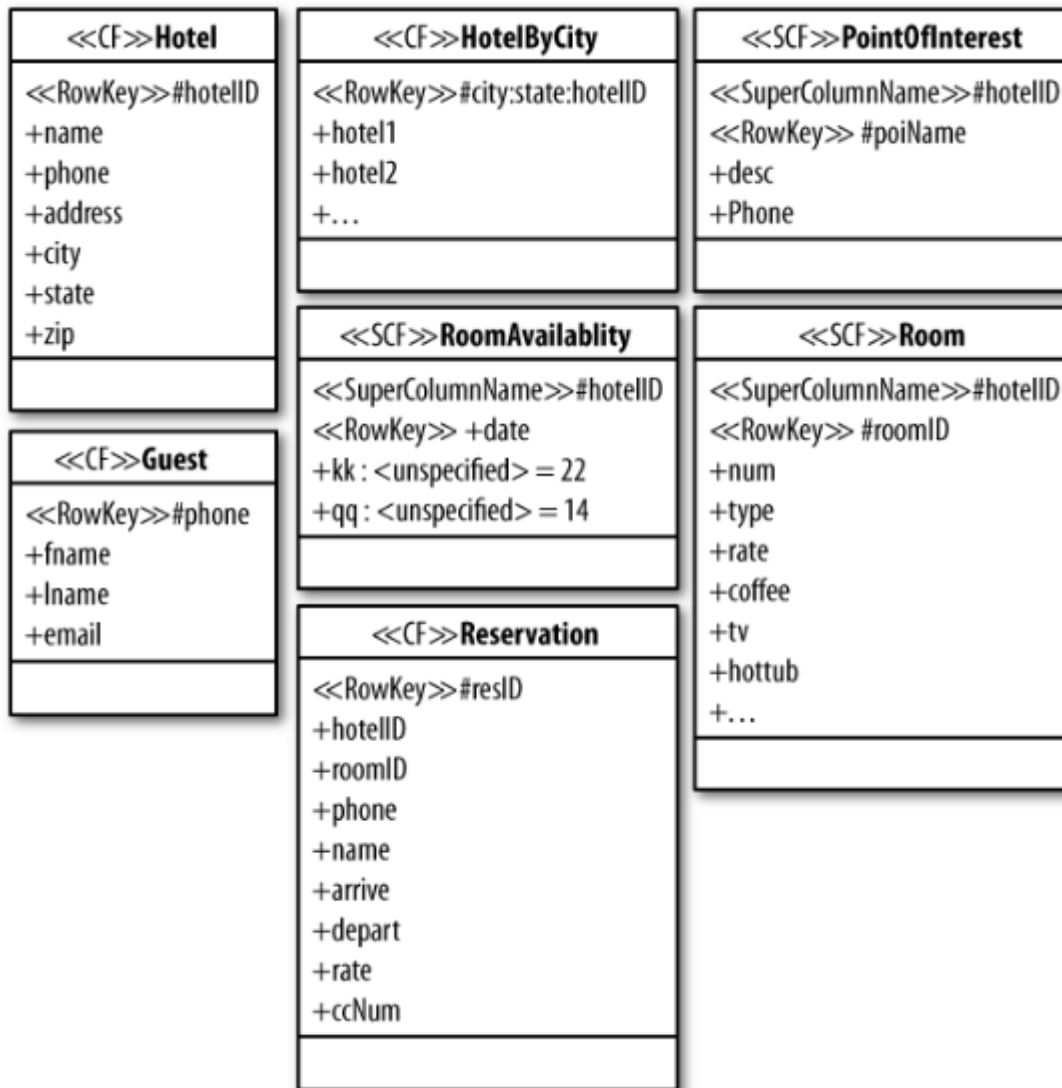 <<CF>>Hotel
<<RowKey>>#hotelID
+name
+phone
+address
+city
+state
+zip
<<CF>>Guest
<<RowKey>>#phone
+fname
+lname
+email
<<CF>>HotelByCity
<<RowKey>>#city:state:hotelID
+hotel1
+hotel2
+...
<<SCF>>RoomAvailablity
<<SuperColumnName>>#hotelID
<<RowKey>> +date
+kk : <unspecified> = 22
+qq : <unspecified> = 14
<<CF>>Reservation
<<RowKey>>#resID
+hotelID
+roomID
+phone
+name
+arrive
+depart
+rate
+ccNum
<<SCF>>PointOfInterest
<<SuperColumnName>>#hotelID
<<RowKey>> #poiName
+desc
+Phone
<<SCF>>Room
<<SuperColumnName>>#hotelID
<<RowKey>> #roomID
+num
+type
+rate
+coffee
+tv
+hottub
+...